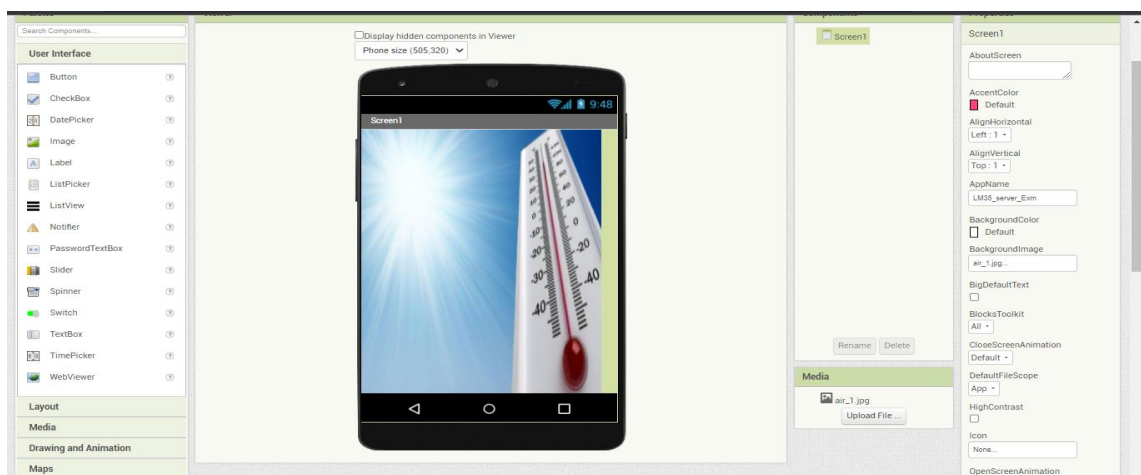 Search Components...
User Interface
Button
CheckBox
DatePicker
Image
Label
ListPicker
ListView
Notifier
PasswordTextBox
Slider
Spinner
Switch
TextBox
TimePicker
WebViewer
Layout
Media
Drawing and Animation
Maps
Display hidden components in Viewer
Phone size (505,320)
9:48
Screen1
Components
Screen1
Rename Delete
Media
air_1.jpg
Upload File ...
Properties
Screen1
AboutScreen
AccentColor
Default
AlignHorizontal
Left : 1
AlignVertical
Top : 1
AppName
LM35_server_Exm
BackgroundColor
Default
BackgroundImage
air_1.jpg...
BigDefaultText
BlocksToolkit
All
CloseScreenAnimation
Default
DefaultFileScope
App
HighContrast
Icon
None...
OpenScreenAnimation